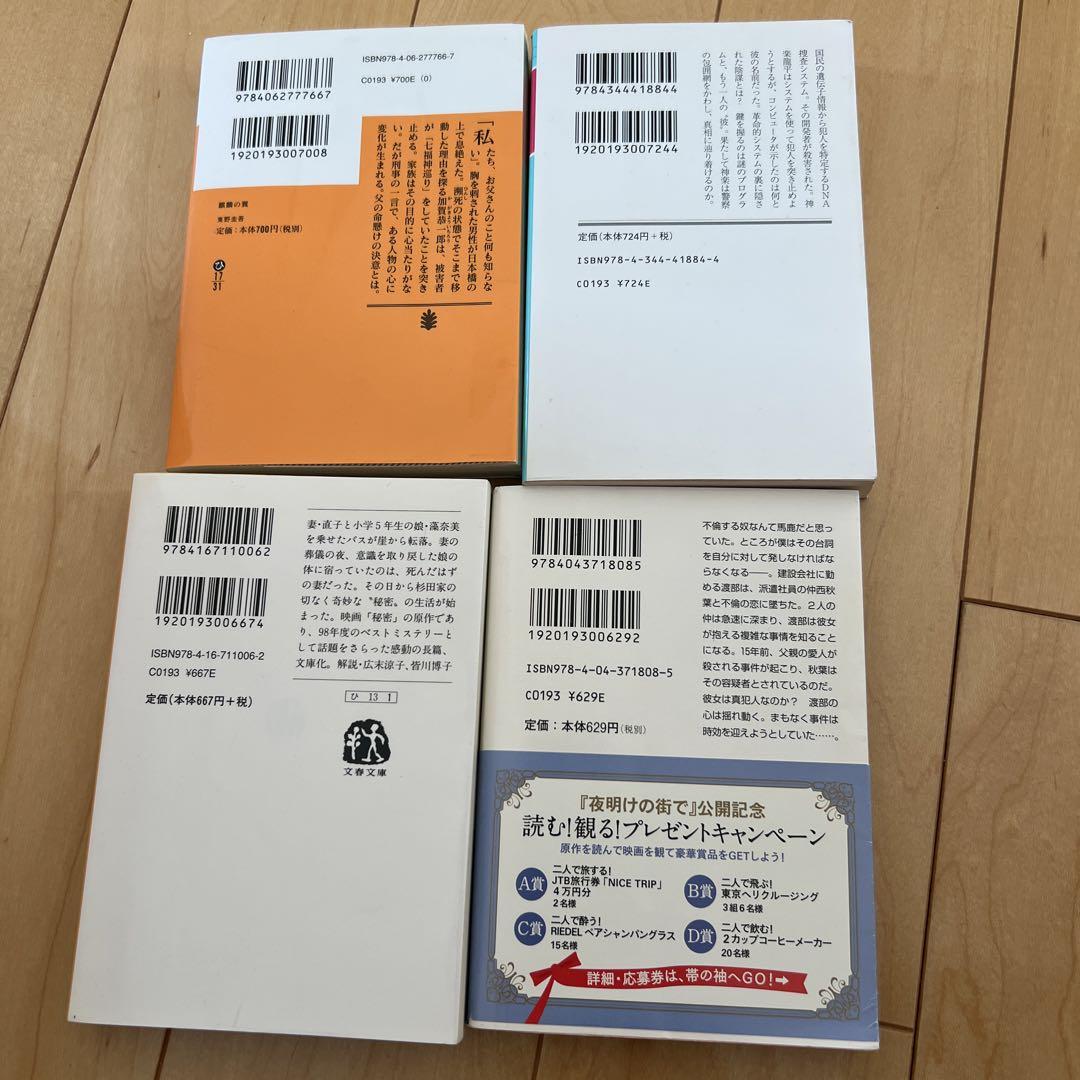 ISBN978-4-06-277766-7
C0193 ¥700E (0)
9784062777667
1920193007008
「私たち、お父さんのこと何も知らな
い」。胸を刺された男性が日本橋の
上で息絶えた。瀕死の状態でそこまで移
動した理由を探る加賀恭一郎は、被害者
が「七福神巡り」をしていたことを突き
止める。家族はその目的に心当たりがな
い。だが刑事の一言で、ある人物の心に
変化が生まれる。父の命懸けの決意とは。
麒麟の翼
東野圭吾
定価：本体700円(税別)
ひ
17
31
9784344418844
1920193007244
国民の遺伝子情報から犯人を特定するDNA
捜査システム。その開発者が殺害された。神
楽龍平はシステムを使って犯人を突き止めよ
うとするが、コンピュータが示したのは何と
彼の名前だった。革命的システムの裏に隠さ
れた陰謀とは？ 鍵を握るのは謎のプログラ
ムと、もう一人の〝彼〟。果たして神楽は警察
の包囲網をかわし、真相に辿り着けるのか。
定価(本体724円+税)
ISBN978-4-344-41884-4
C0193 ¥724E
9784167110062
1920193006674
ISBN978-4-16-711006-2
C0193 ¥667E
定価(本体667円+税)
妻・直子と小学5年生の娘・藻奈美
を乗せたバスが崖から転落。妻の
葬儀の夜、意識を取り戻した娘の
体に宿っていたのは、死んだはず
の妻だった。その日から杉田家の
切なく奇妙な〝秘密〟の生活が始
まった。映画「秘密」の原作であ
り、98年度のベストミステリーと
して話題をさらった感動の長篇、
文庫化。解説・広末涼子、皆川博子
ひ 13 1
文春文庫
9784043718085
1920193006292
ISBN978-4-04-371808-5
C0193 ¥629E
定価：本体629円(税別)
不倫する奴なんて馬鹿だと思っ
ていた。ところが僕はその台詞
を自分に対して発しなければな
らなくなる――。建設会社に勤
める渡部は、派遣社員の仲西秋
葉と不倫の恋に墜ちた。2人の
仲は急速に深まり、渡部は彼女
が抱える複雑な事情を知ること
になる。15年前、父親の愛人が
殺される事件が起こり、秋葉は
その容疑者とされているのだ。
彼女は真犯人なのか？ 渡部の
心は揺れ動く。まもなく事件は
時効を迎えようとしていた……。
『夜明けの街で』公開記念
読む！観る！プレゼントキャンペーン
原作を読んで映画を観て豪華賞品をGETしよう！
A賞
二人で旅する！
JTB旅行券「NICE TRIP」
4万円分
2名様
B賞
二人で飛ぶ！
東京ヘリクルージング
3組6名様
C賞
二人で酔う！
RIEDEL ペアシャンパングラス
15名様
D賞
二人で飲む！
2カップコーヒーメーカー
20名様
詳細・応募券は、帯の袖へGO！➡